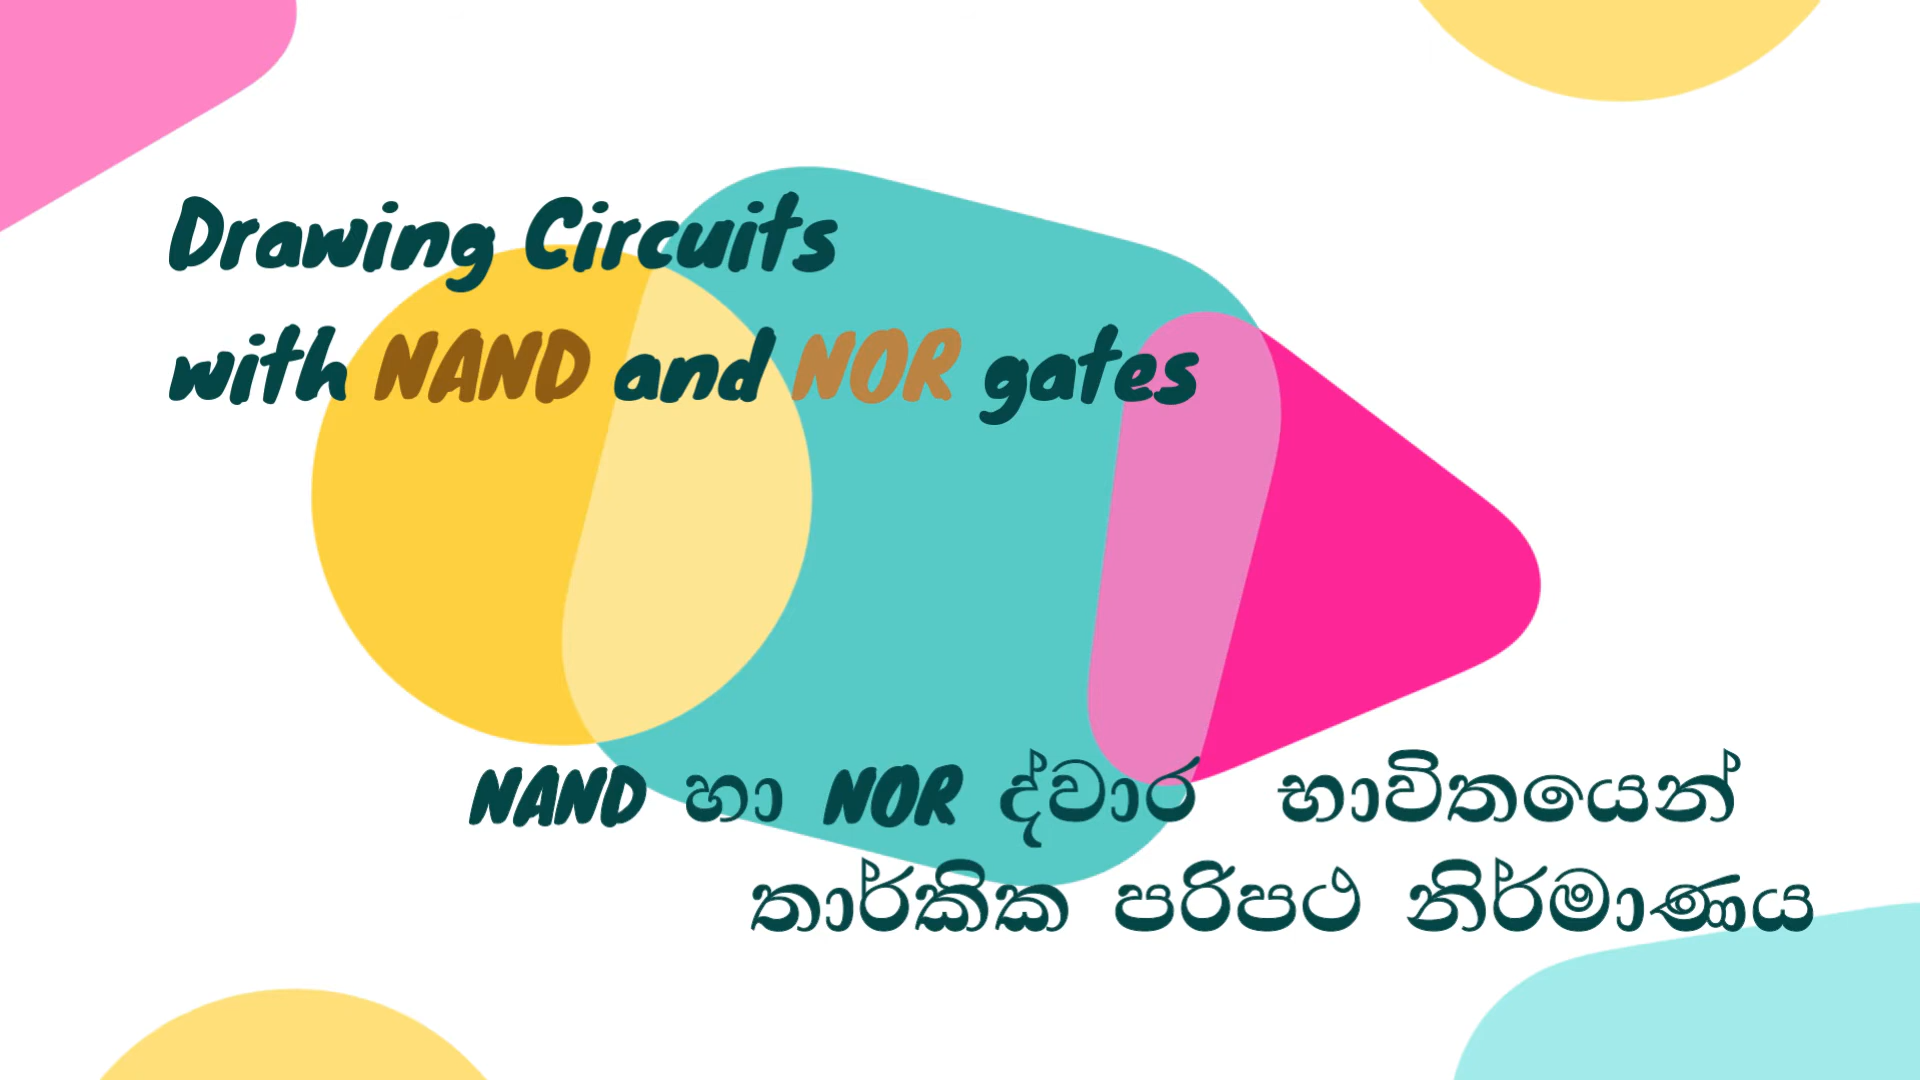 Drawing Circuits
with NAND and NOR gates
NAND හා NOR ද්වාර භාවිතයෙන්
තාර්කික පරිපථ නිර්මාණය